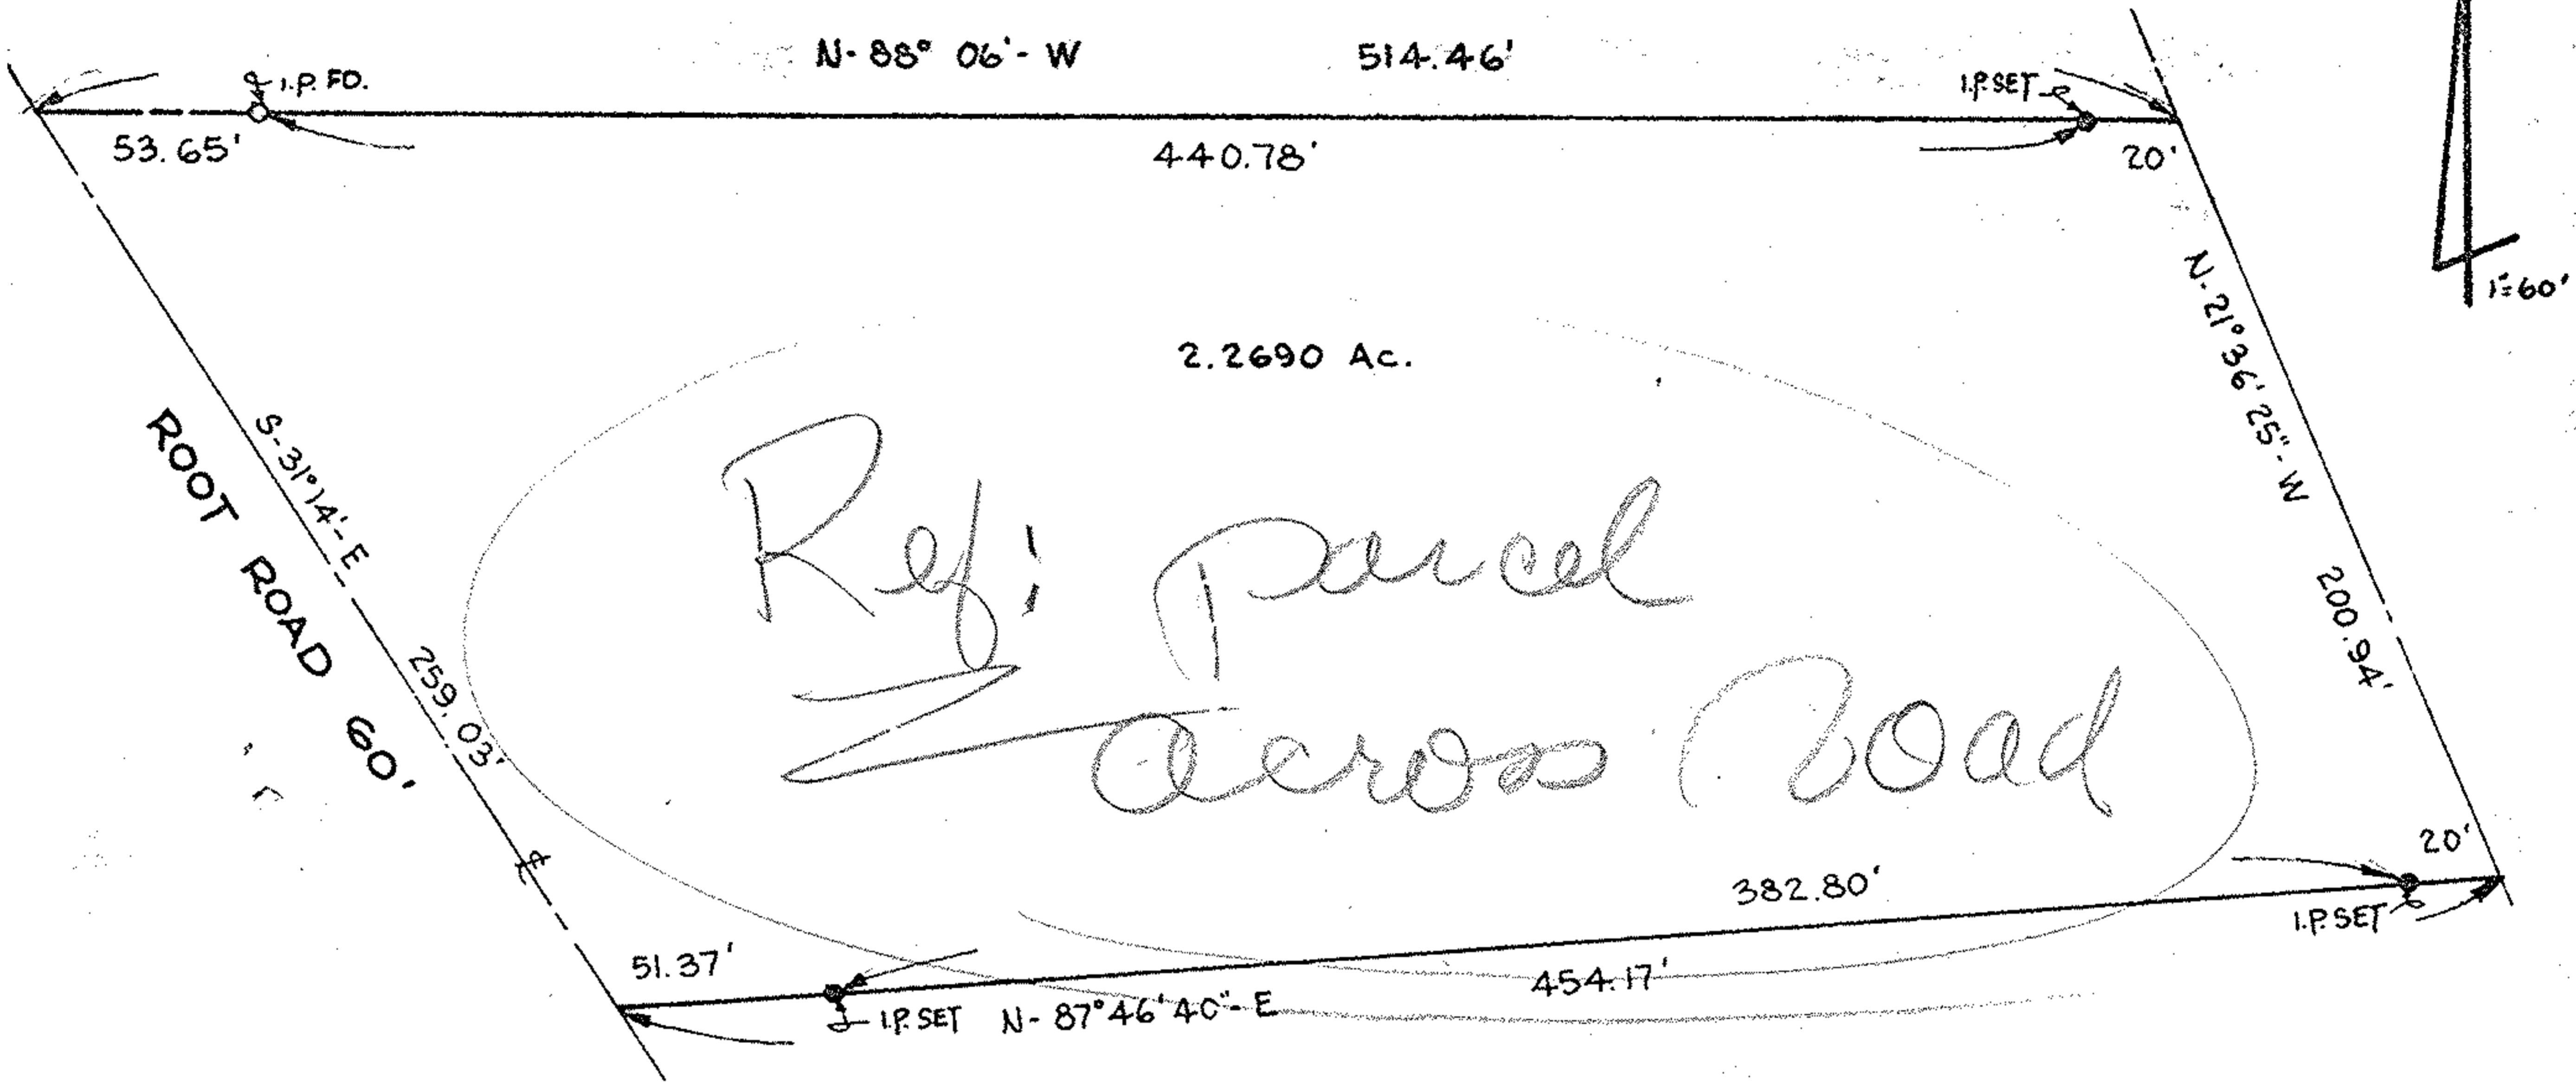 N-88° 06'-W 514.46'
I.P. FD.
I.P. SET
53.65'
440.78'
20'
N-21°36'25"-W
200.94'
1"=60'
2.2690 Ac.
S-31°14'-E
259.03'
ROOT ROAD 60'
Ref: parcel
across Road
20'
382.80'
I.P. SET
51.37'
454.17'
I.P. SET
N-87°46'40"-E